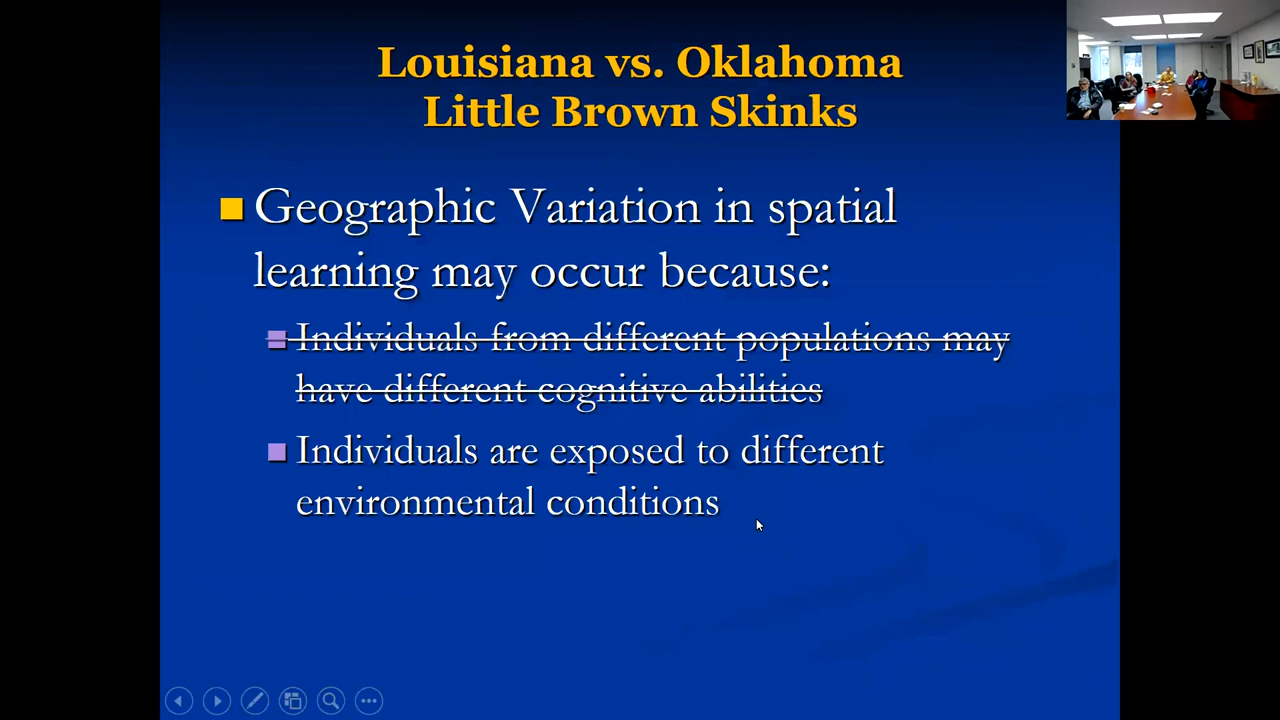 Louisiana vs. Oklahoma
Little Brown Skinks
Geographic Variation in spatial
learning may occur because:
Individuals from different populations may
have different cognitive abilities
Individuals are exposed to different
environmental conditions